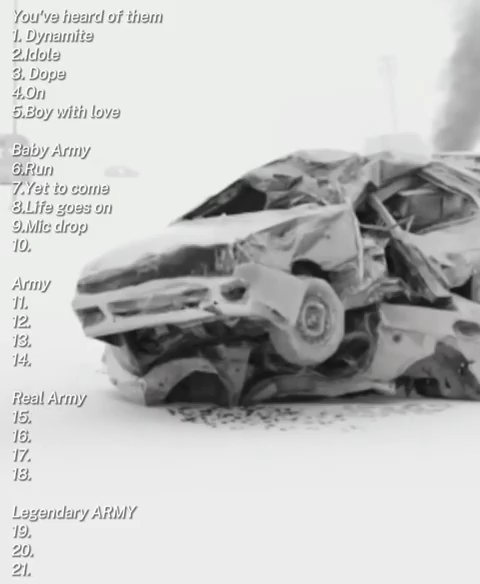 You've heard of them
1. Dynamite
2.Idole
3. Dope
4.On
5.Boy with love
Baby Army
6.Run
7.Yet to come
8.Life goes on
9.Mic drop
10.
Army
11.
12.
13.
14.
Real Army
15.
16.
17.
18.
Legendary ARMY
19.
20.
21.